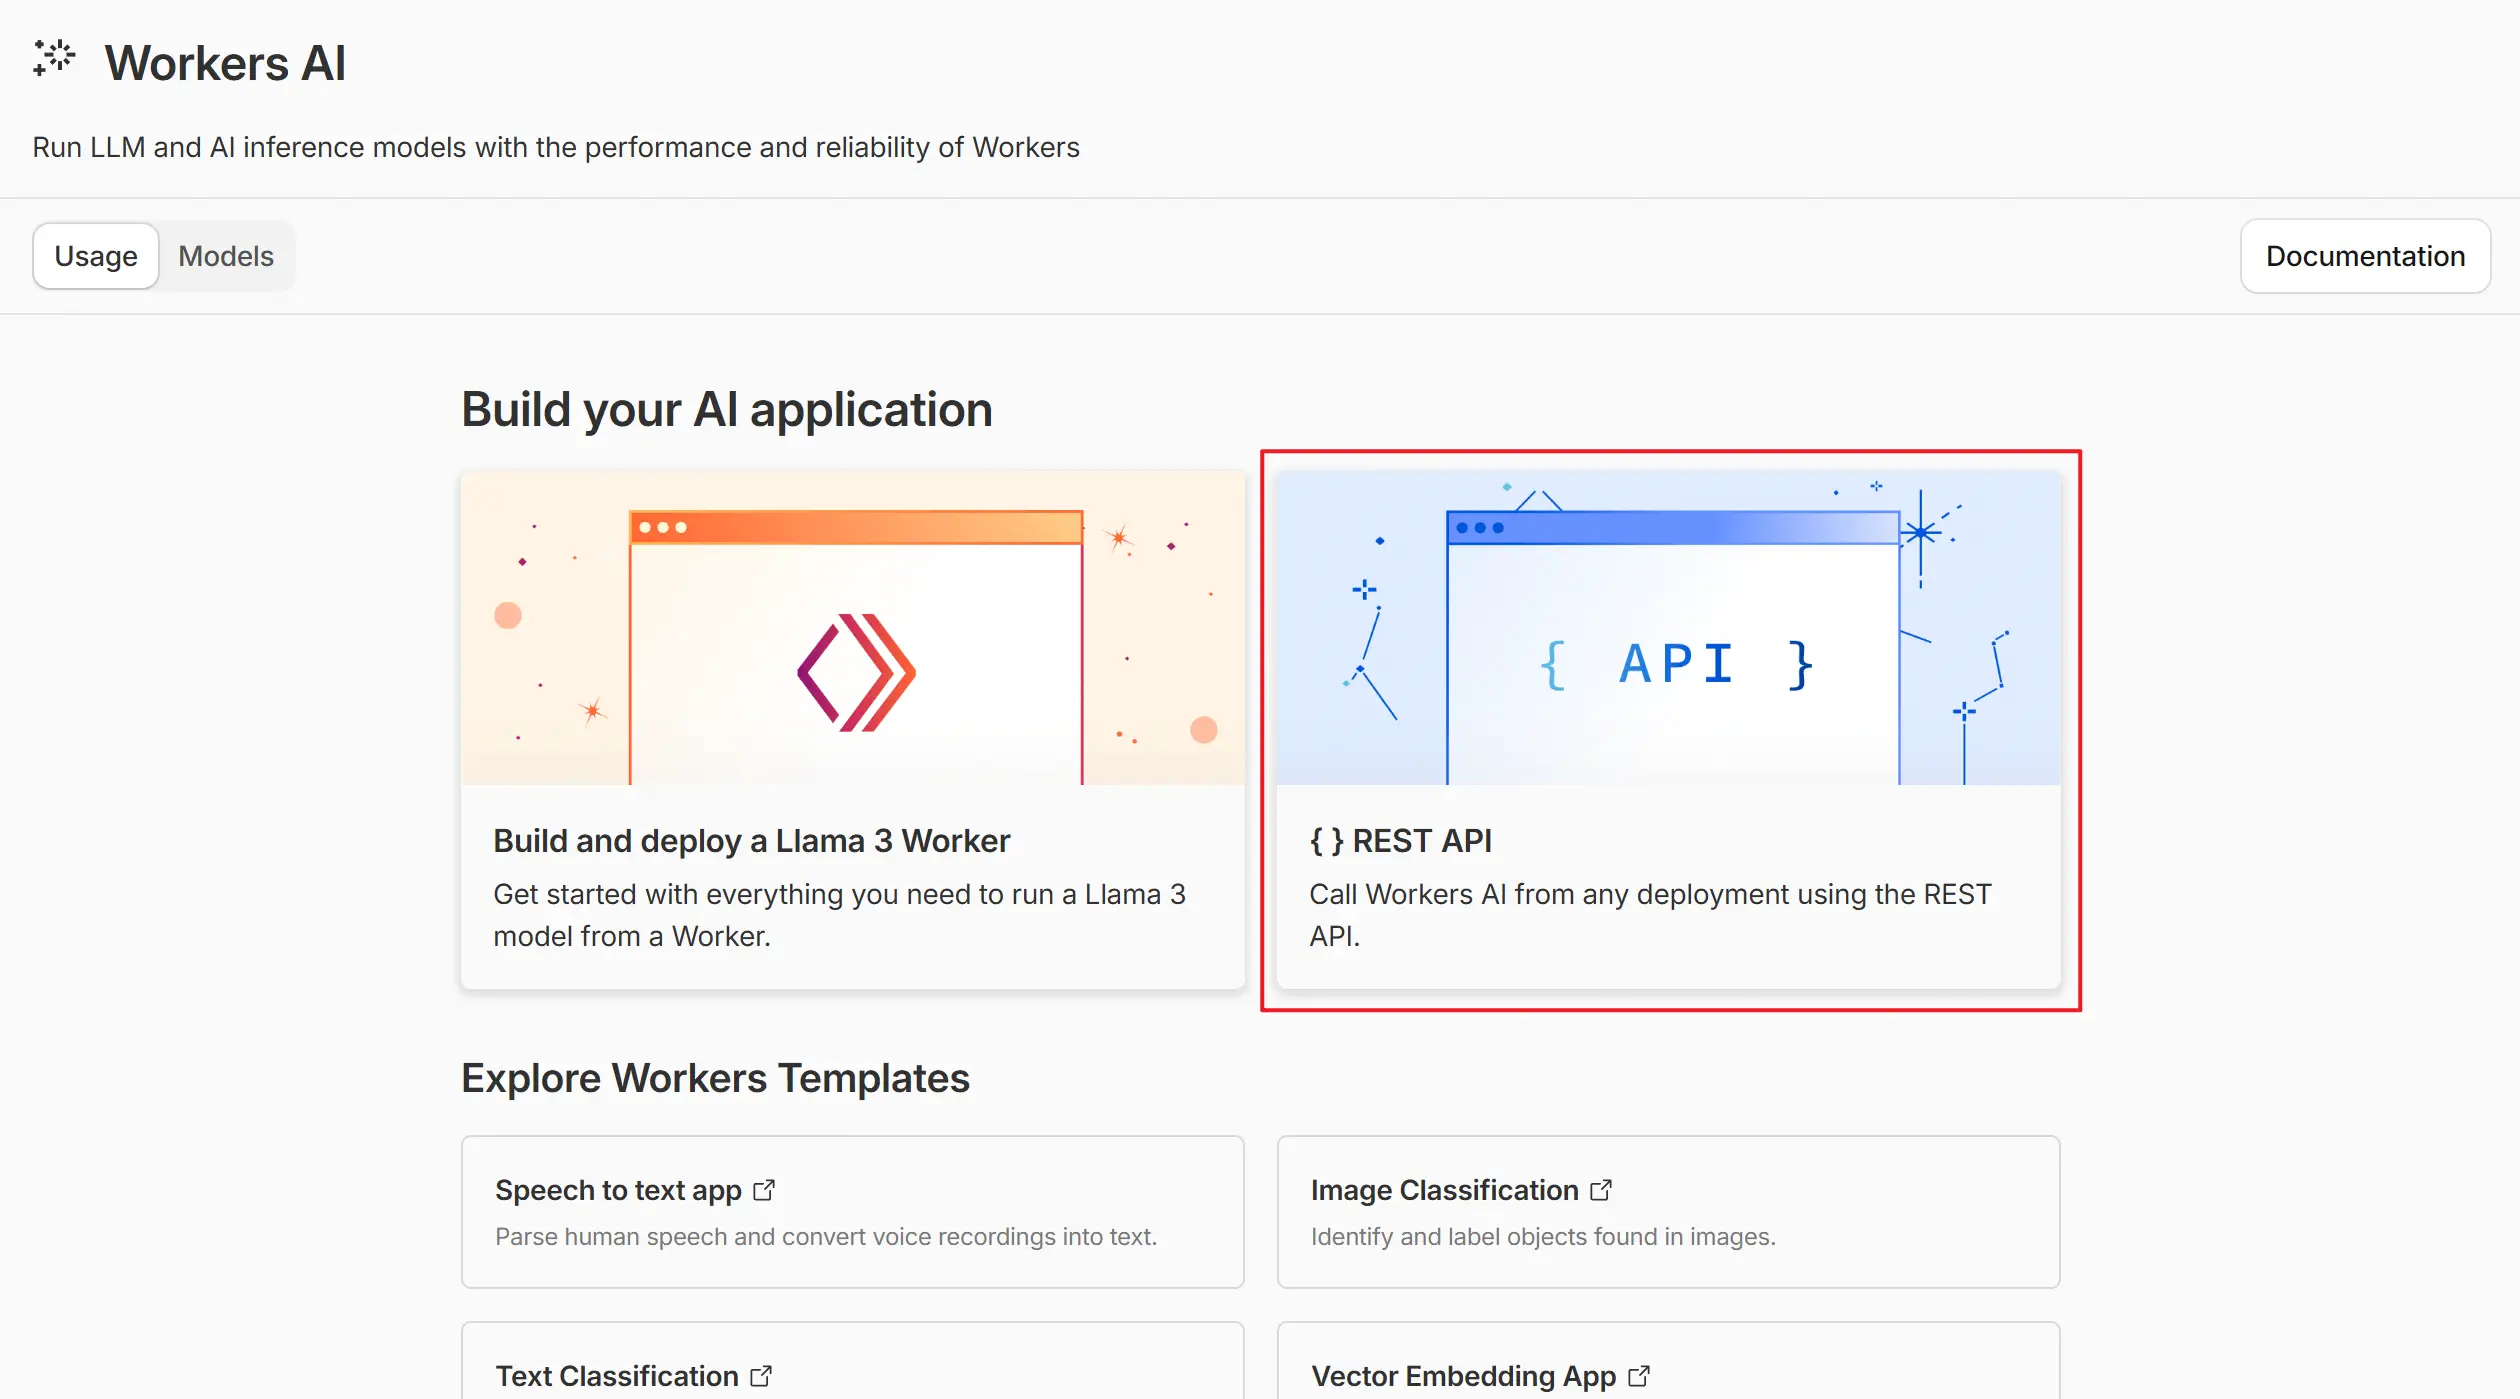 Workers AI
Run LLM and AI inference models with the performance and reliability of Workers
Usage
Models
Documentation
Build your AI application
{ API }
Build and deploy a Llama 3 Worker
Get started with everything you need to run a Llama 3
model from a Worker.
{ } REST API
Call Workers AI from any deployment using the REST
API.
Explore Workers Templates
Speech to text app
Parse human speech and convert voice recordings into text.
Image Classification
Identify and label objects found in images.
Text Classification
Vector Embedding App